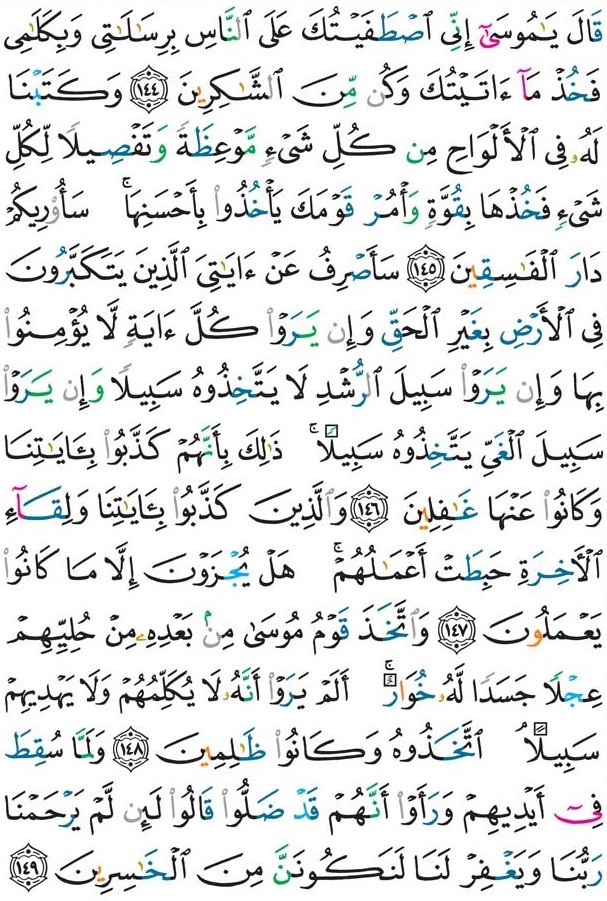 قَالَ يَـٰمُوسَىٰٓ إِنِّى ٱصْطَفَيْتُكَ عَلَى ٱلنَّاسِ بِرِسَـٰلَـٰتِى وَبِكَلَـٰمِى
فَخُذْ مَآ ءَاتَيْتُكَ وَكُن مِّنَ ٱلشَّـٰكِرِينَ ﴿١٤٤﴾ وَكَتَبْنَا
لَهُۥ فِى ٱلْأَلْوَاحِ مِن كُلِّ شَىْءٍ مَّوْعِظَةً وَتَفْصِيلًا لِّكُلِّ
شَىْءٍ فَخُذْهَا بِقُوَّةٍ وَأْمُرْ قَوْمَكَ يَأْخُذُوا۟ بِأَحْسَنِهَا ۚ سَأُو۟رِيكُمْ
دَارَ ٱلْفَـٰسِقِينَ ﴿١٤٥﴾ سَأَصْرِفُ عَنْ ءَايَـٰتِىَ ٱلَّذِينَ يَتَكَبَّرُونَ
فِى ٱلْأَرْضِ بِغَيْرِ ٱلْحَقِّ وَإِن يَرَوْا۟ كُلَّ ءَايَةٍ لَّا يُؤْمِنُوا۟
بِهَا وَإِن يَرَوْا۟ سَبِيلَ ٱلرُّشْدِ لَا يَتَّخِذُوهُ سَبِيلًا وَإِن يَرَوْا۟
سَبِيلَ ٱلْغَىِّ يَتَّخِذُوهُ سَبِيلًا ۚ ذَٰلِكَ بِأَنَّهُمْ كَذَّبُوا۟ بِـَٔايَـٰتِنَا
وَكَانُوا۟ عَنْهَا غَـٰفِلِينَ ﴿١٤٦﴾ وَٱلَّذِينَ كَذَّبُوا۟ بِـَٔايَـٰتِنَا وَلِقَآءِ
ٱلْـَٔاخِرَةِ حَبِطَتْ أَعْمَـٰلُهُمْ ۚ هَلْ يُجْزَوْنَ إِلَّا مَا كَانُوا۟
يَعْمَلُونَ ﴿١٤٧﴾ وَٱتَّخَذَ قَوْمُ مُوسَىٰ مِنۢ بَعْدِهِۦ مِنْ حُلِيِّهِمْ
عِجْلًا جَسَدًا لَّهُۥ خُوَارٌ ۚ أَلَمْ يَرَوْا۟ أَنَّهُۥ لَا يُكَلِّمُهُمْ وَلَا يَهْدِيهِمْ
سَبِيلًا ۘ ٱتَّخَذُوهُ وَكَانُوا۟ ظَـٰلِمِينَ ﴿١٤٨﴾ وَلَمَّا سُقِطَ
فِىٓ أَيْدِيهِمْ وَرَأَوْا۟ أَنَّهُمْ قَدْ ضَلُّوا۟ قَالُوا۟ لَئِن لَّمْ يَرْحَمْنَا
رَبُّنَا وَيَغْفِرْ لَنَا لَنَكُونَنَّ مِنَ ٱلْخَـٰسِرِينَ ﴿١٤٩﴾